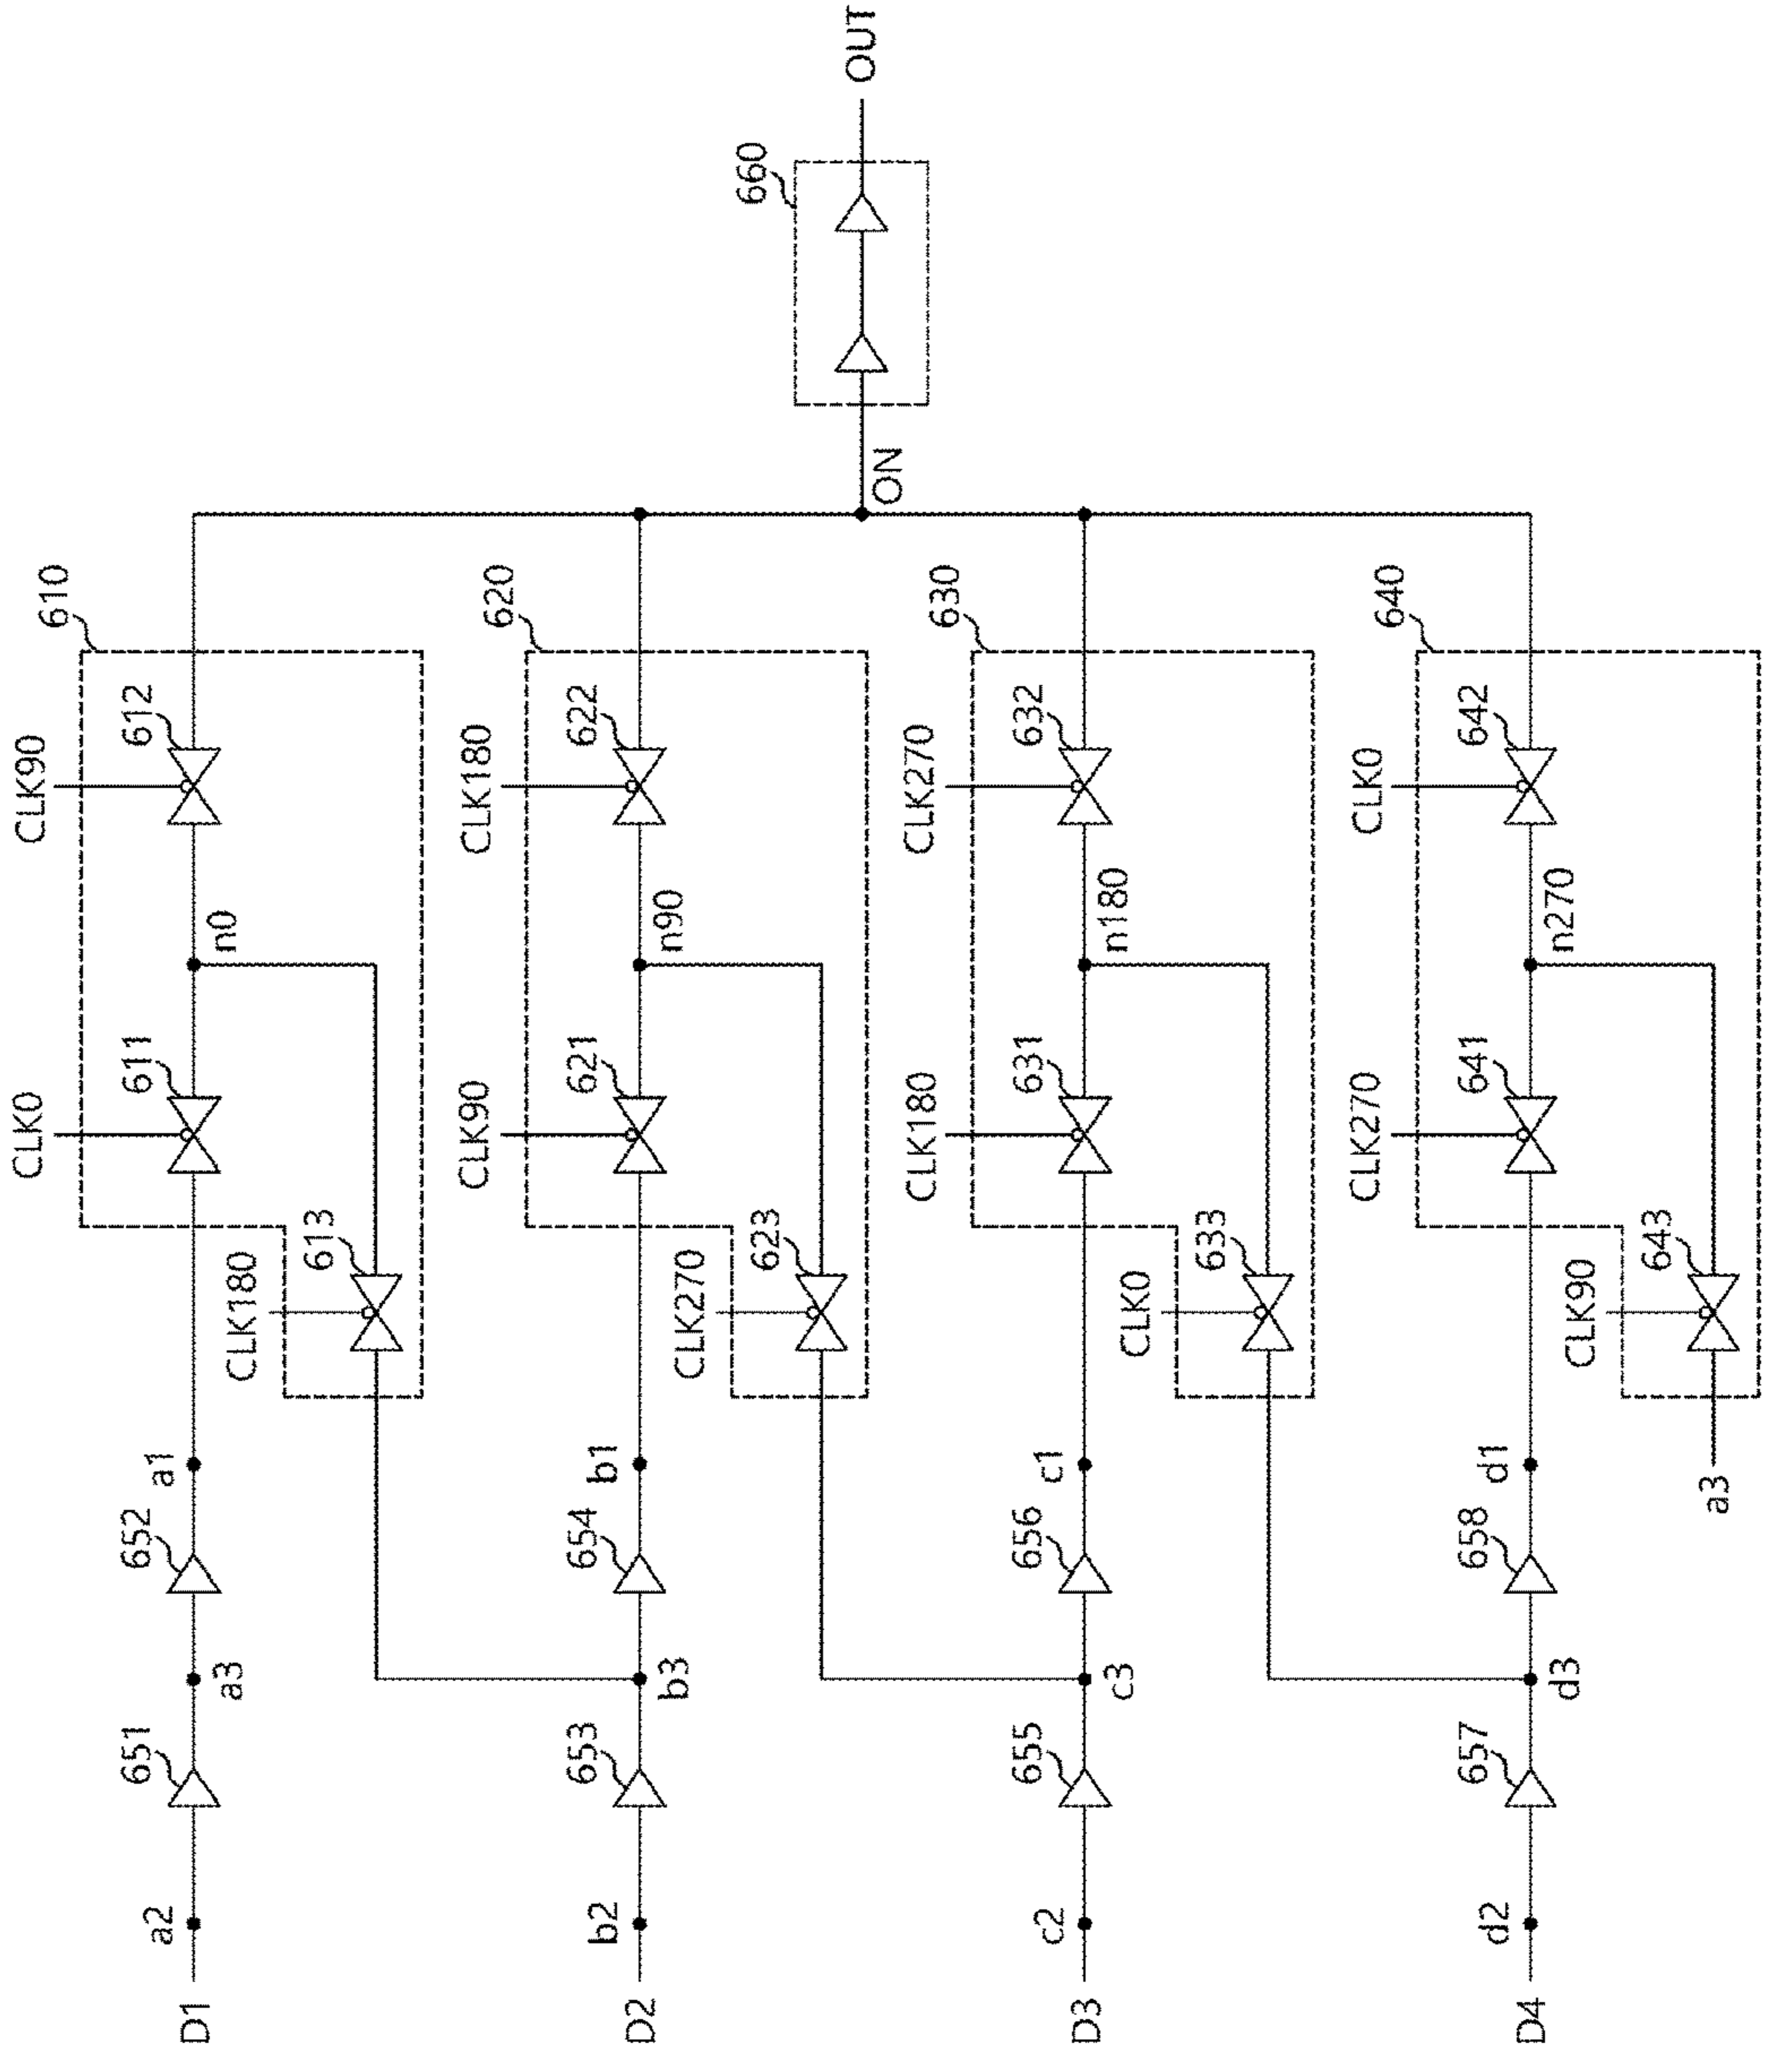 D1
a2
651
a3
652
a1
CLK0
611
n0
CLK90
612
610
CLK180
613
D2
b2
653
b3
654
b1
CLK90
621
n90
CLK180
622
620
CLK270
623
D3
c2
655
c3
656
c1
CLK180
631
n180
CLK270
632
630
CLK0
633
D4
d2
657
d3
658
d1
CLK270
641
n270
CLK0
642
640
CLK90
643
a3
ON
660
OUT